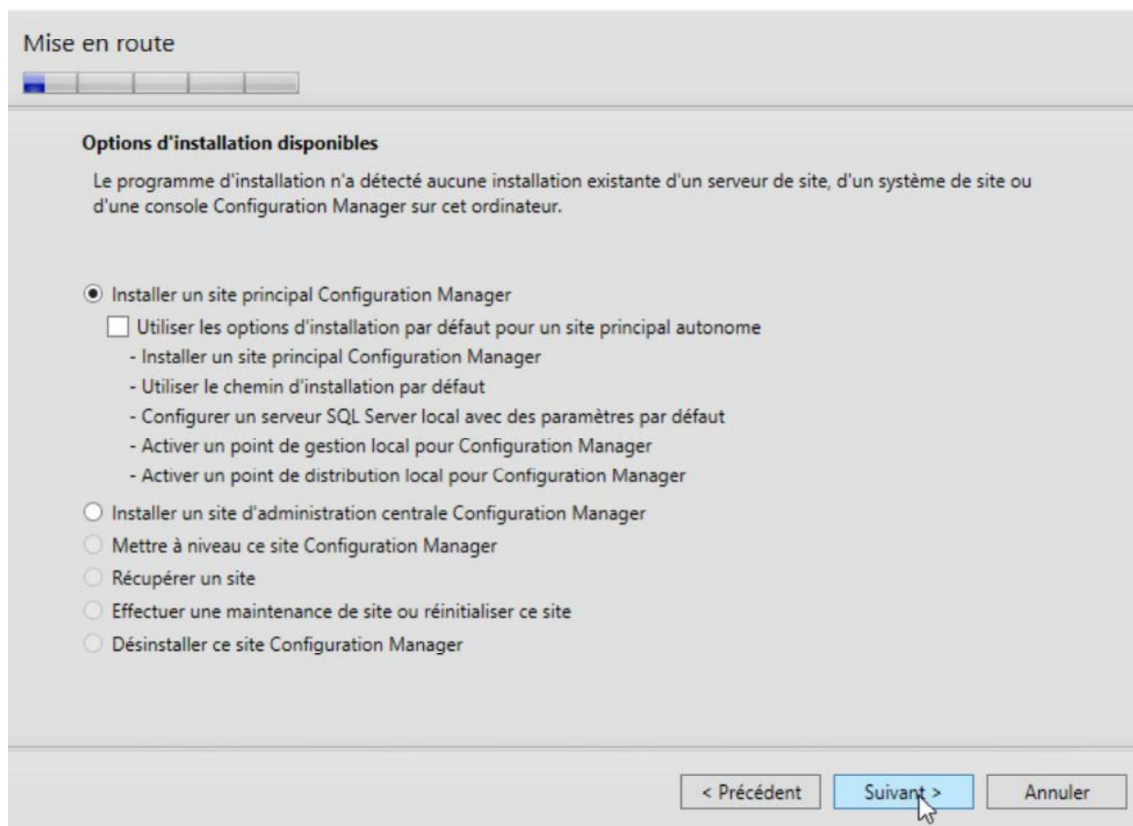 Mise en route
Options d'installation disponibles
Le programme d'installation n'a détecté aucune installation existante d'un serveur de site, d'un système de site ou
d'une console Configuration Manager sur cet ordinateur.
Installer un site principal Configuration Manager
Utiliser les options d'installation par défaut pour un site principal autonome
- Installer un site principal Configuration Manager
- Utiliser le chemin d'installation par défaut
- Configurer un serveur SQL Server local avec des paramètres par défaut
- Activer un point de gestion local pour Configuration Manager
- Activer un point de distribution local pour Configuration Manager
Installer un site d'administration centrale Configuration Manager
Mettre à niveau ce site Configuration Manager
Récupérer un site
Effectuer une maintenance de site ou réinitialiser ce site
Désinstaller ce site Configuration Manager
< Précédent Suivant > Annuler